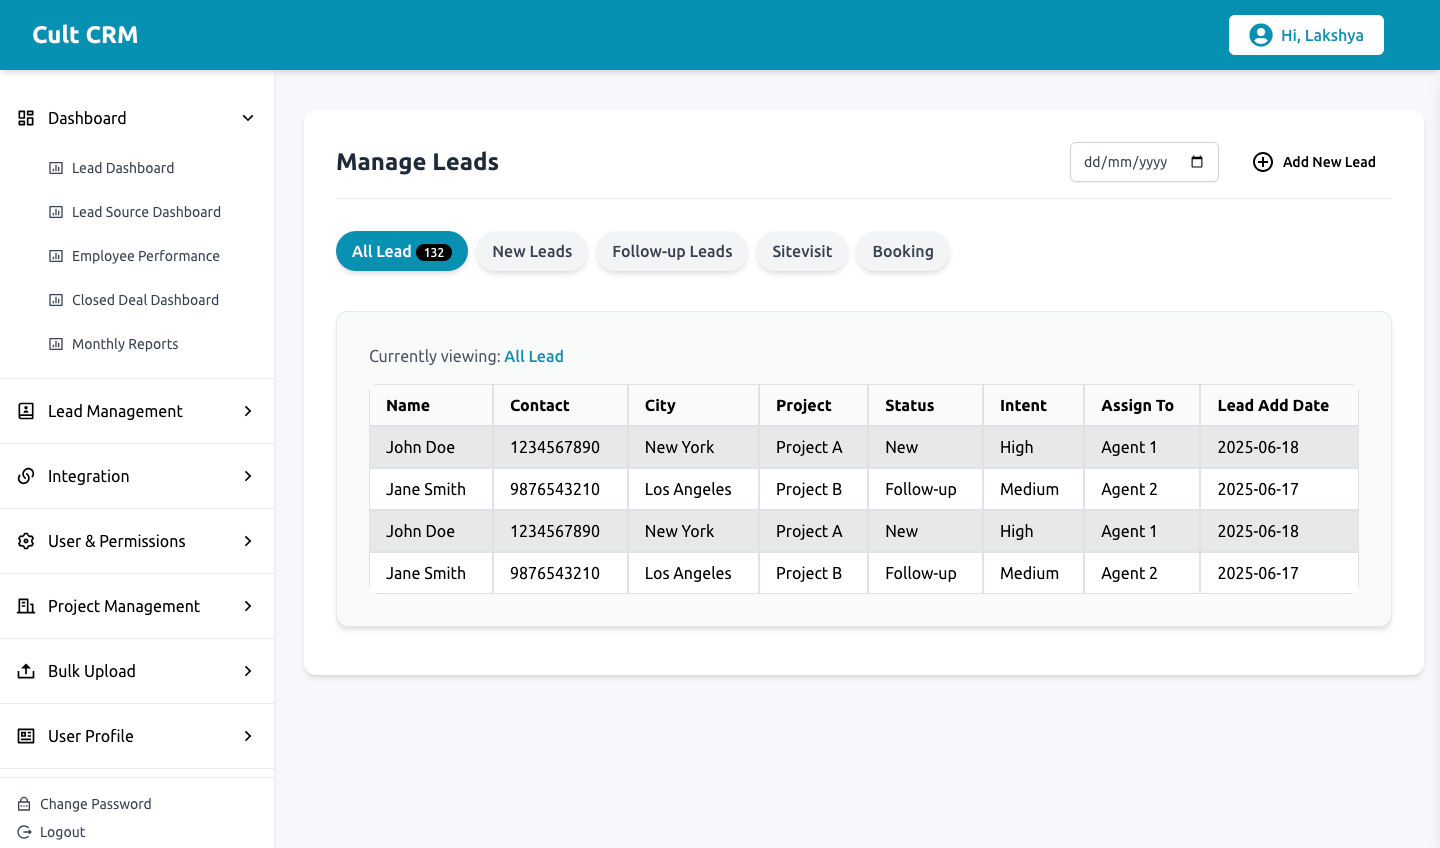 Cult CRM
Hi, Lakshya
Dashboard
Lead Dashboard
Lead Source Dashboard
Employee Performance
Closed Deal Dashboard
Monthly Reports
Lead Management
Integration
User & Permissions
Project Management
Bulk Upload
User Profile
Change Password
Logout
Manage Leads
dd/mm/yyyy
Add New Lead
All Lead 132 New Leads Follow-up Leads Sitevisit Booking
Currently viewing: All Lead
Name Contact City Project Status Intent Assign To Lead Add Date
John Doe 1234567890 New York Project A New High Agent 1 2025-06-18
Jane Smith 9876543210 Los Angeles Project B Follow-up Medium Agent 2 2025-06-17
John Doe 1234567890 New York Project A New High Agent 1 2025-06-18
Jane Smith 9876543210 Los Angeles Project B Follow-up Medium Agent 2 2025-06-17